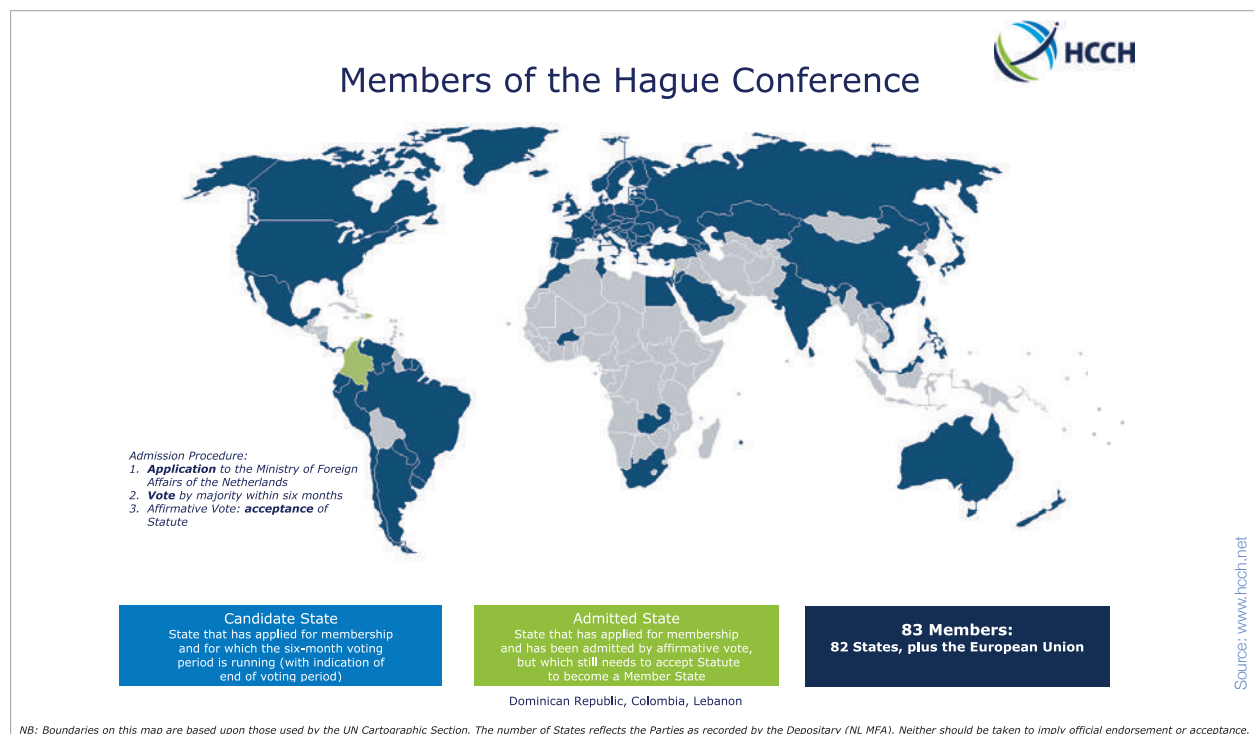 HCCH
Members of the Hague Conference
Admission Procedure:
1. Application to the Ministry of Foreign
Affairs of the Netherlands
2. Vote by majority within six months
3. Affirmative Vote: acceptance of
Statute
Candidate State
State that has applied for membership
and for which the six-month voting
period is running (with indication of
end of voting period)
Admitted State
State that has applied for membership
and has been admitted by affirmative vote,
but which still needs to accept Statute
to become a Member State
83 Members:
82 States, plus the European Union
Dominican Republic, Colombia, Lebanon
Source: www.hcch.net
NB: Boundaries on this map are based upon those used by the UN Cartographic Section. The number of States reflects the Parties as recorded by the Depositary (NL MFA). Neither should be taken to imply official endorsement or acceptance.